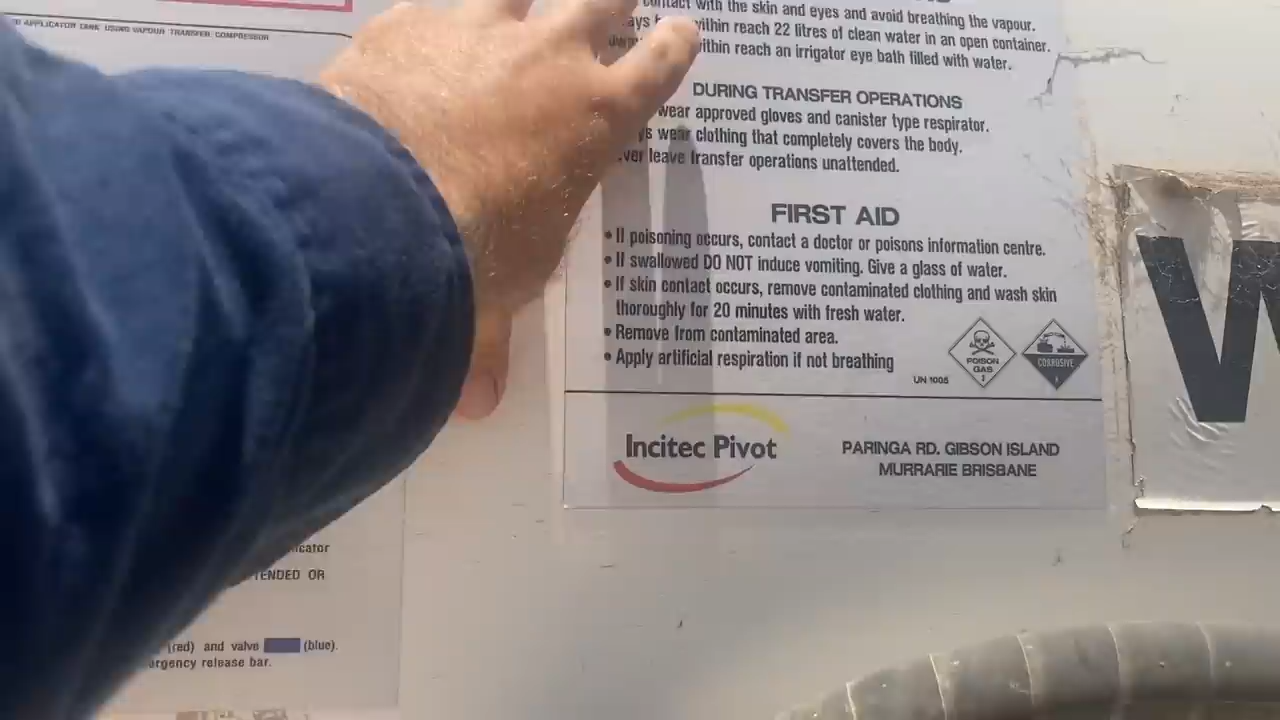 APPLICATOR TANK USING VAPOUR TRANSFER COMPRESSOR
contact with the skin and eyes and avoid breathing the vapour.
within reach 22 litres of clean water in an open container.
within reach an irrigator eye bath filled with water.
DURING TRANSFER OPERATIONS
wear approved gloves and canister type respirator.
wear clothing that completely covers the body.
leave transfer operations unattended.
FIRST AID
• If poisoning occurs, contact a doctor or poisons information centre.
• If swallowed DO NOT induce vomiting. Give a glass of water.
• If skin contact occurs, remove contaminated clothing and wash skin
thoroughly for 20 minutes with fresh water.
• Remove from contaminated area.
• Apply artificial respiration if not breathing
POISON
GAS
CORROSIVE
UN 1005
Incitec Pivot
PARINGA RD. GIBSON ISLAND
MURRARIE BRISBANE
OR
(red) and valve (blue).
release bar.